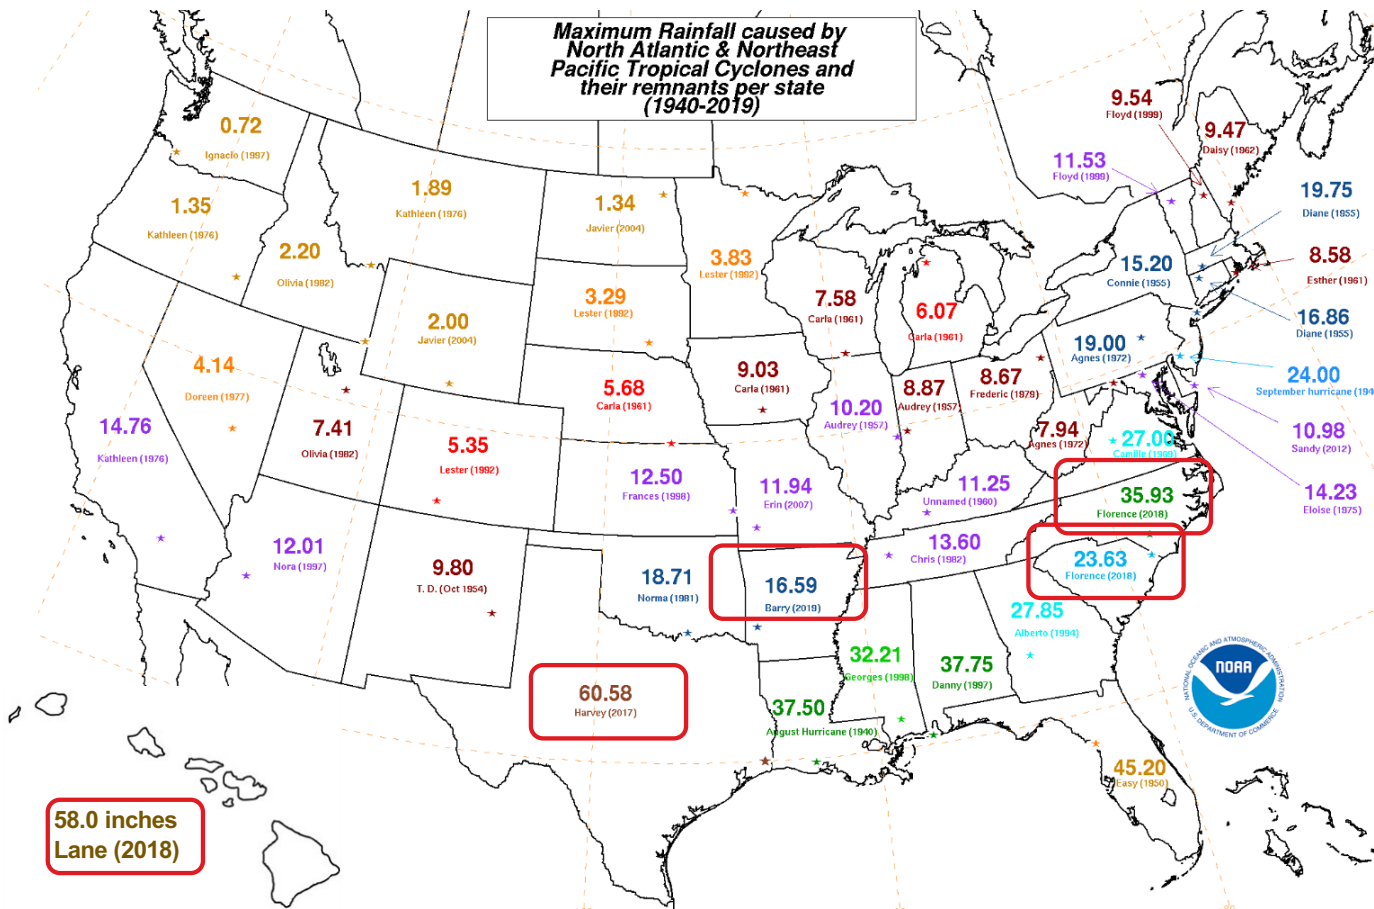 Maximum Rainfall caused by
North Atlantic & Northeast
Pacific Tropical Cyclones and
their remnants per state
(1940-2019)
0.72
Ignacio (1997)
1.35
Kathleen (1976)
2.20
Olivia (1982)
1.89
Kathleen (1976)
1.34
Javier (2004)
3.83
Lester (1992)
3.29
Lester (1992)
2.00
Javier (2004)
4.14
Doreen (1977)
14.76
Kathleen (1976)
7.41
Olivia (1982)
5.35
Lester (1992)
5.68
Carla (1961)
9.03
Carla (1961)
7.58
Carla (1961)
6.07
Carla (1961)
10.20
Audrey (1957)
8.87
Audrey (1957)
8.67
Frederic (1979)
7.94
Agnes (1972)
19.00
Agnes (1972)
15.20
Connie (1955)
11.53
Floyd (1999)
9.54
Floyd (1999)
9.47
Daisy (1962)
19.75
Diane (1955)
8.58
Esther (1961)
16.86
Diane (1955)
24.00
September hurricane (194
10.98
Sandy (2012)
14.23
Eloise (1975)
27.00
Camille (1969)
35.93
Florence (2018)
23.63
Florence (2018)
11.25
Unnamed (1960)
13.60
Chris (1982)
12.50
Frances (1998)
11.94
Erin (2007)
12.01
Nora (1997)
9.80
T. D. (Oct 1954)
18.71
Norma (1981)
16.59
Barry (2019)
60.58
Harvey (2017)
37.50
August Hurricane (1940)
32.21
Georges (1998)
37.75
Danny (1997)
27.85
Alberto (1994)
45.20
Easy (1950)
58.0 inches
Lane (2018)
NATIONAL OCEANIC AND ATMOSPHERIC ADMINISTRATION
NOAA
U.S. DEPARTMENT OF COMMERCE